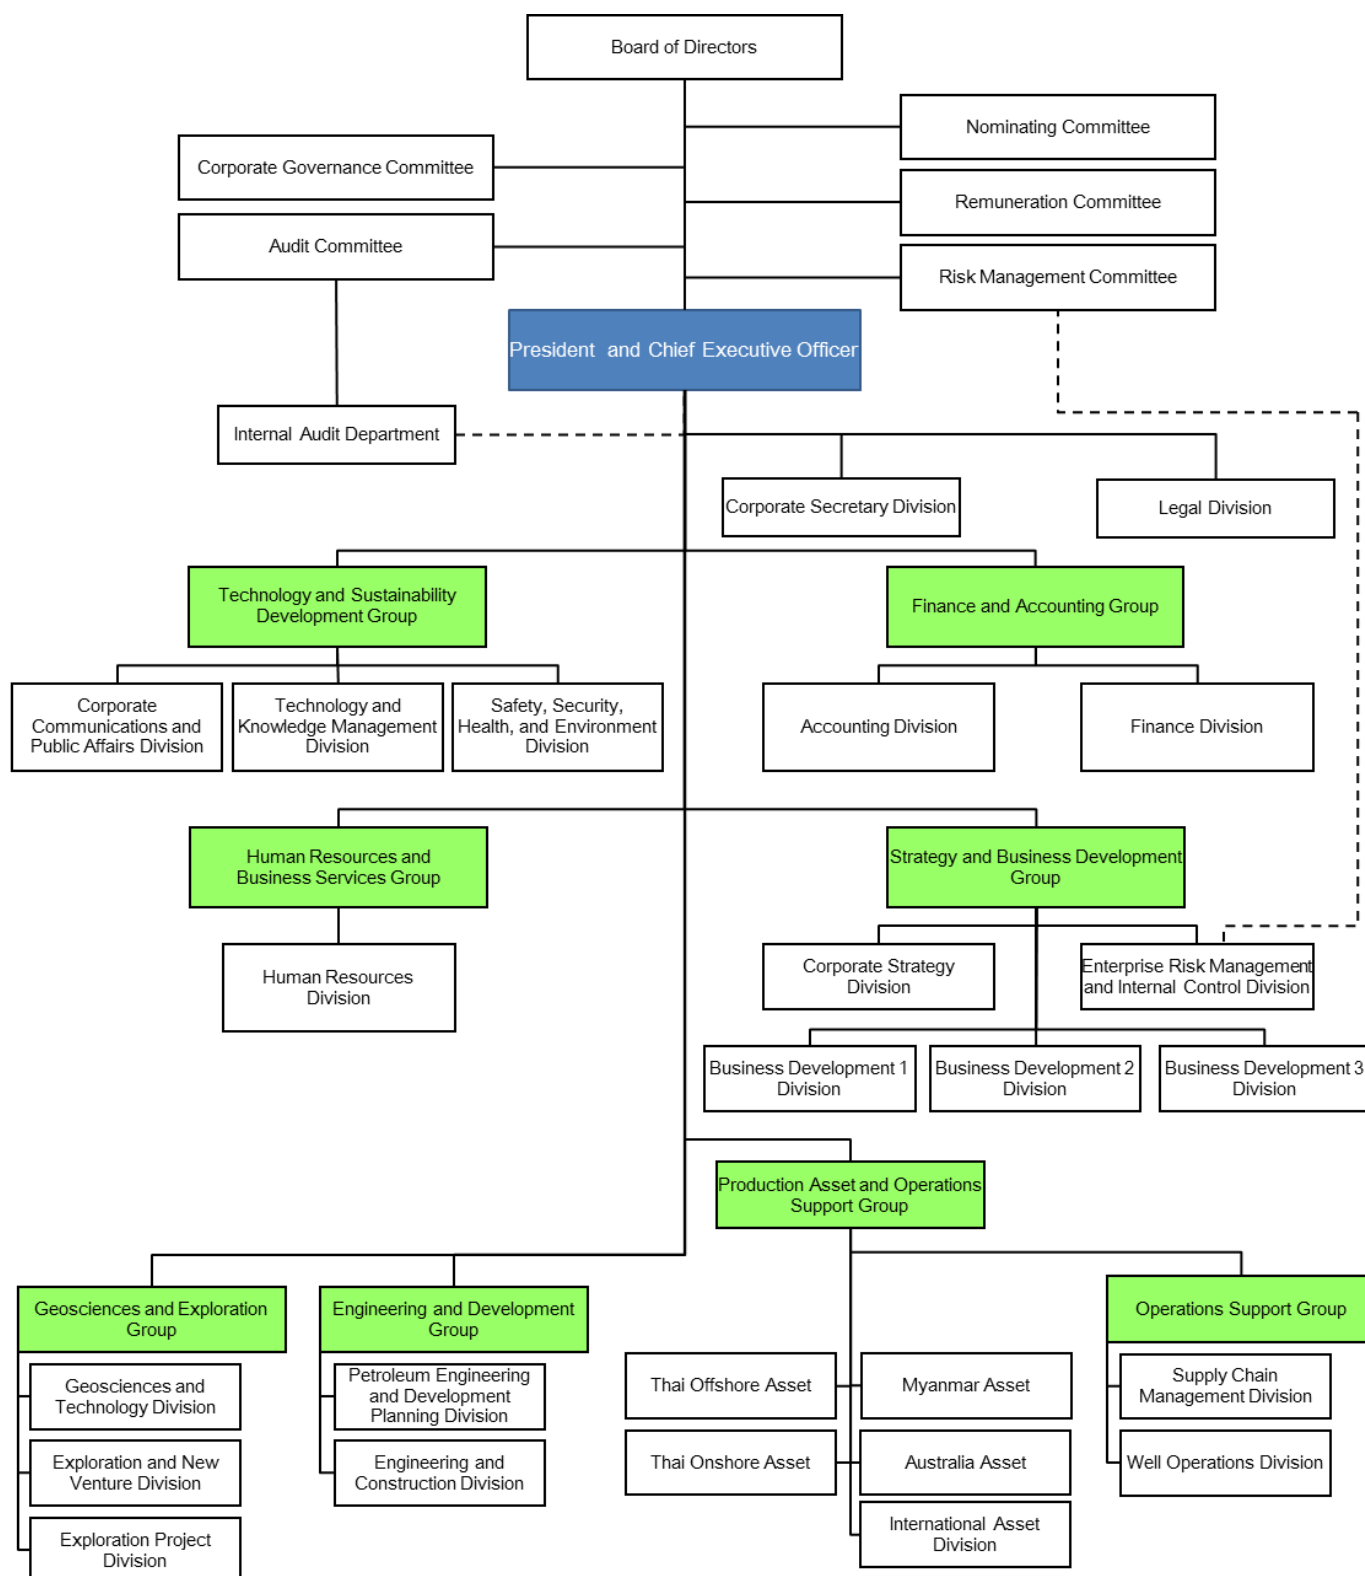 Board of Directors
Nominating Committee
Corporate Governance Committee
Remuneration Committee
Audit Committee
Risk Management Committee
President and Chief Executive Officer
Internal Audit Department
Corporate Secretary Division
Legal Division
Technology and Sustainability
Development Group
Finance and Accounting Group
Corporate
Communications and
Public Affairs Division
Technology and
Knowledge Management
Division
Safety, Security,
Health, and Environment
Division
Accounting Division
Finance Division
Human Resources and
Business Services Group
Strategy and Business Development
Group
Human Resources
Division
Corporate Strategy
Division
Enterprise Risk Management
and Internal Control Division
Business Development 1
Division
Business Development 2
Division
Business Development 3
Division
Production Asset and Operations
Support Group
Geosciences and Exploration
Group
Engineering and Development
Group
Operations Support Group
Geosciences and
Technology Division
Petroleum Engineering
and Development
Planning Division
Thai Offshore Asset
Myanmar Asset
Supply Chain
Management Division
Exploration and New
Venture Division
Engineering and
Construction Division
Thai Onshore Asset
Australia Asset
Well Operations Division
Exploration Project
Division
International Asset
Division